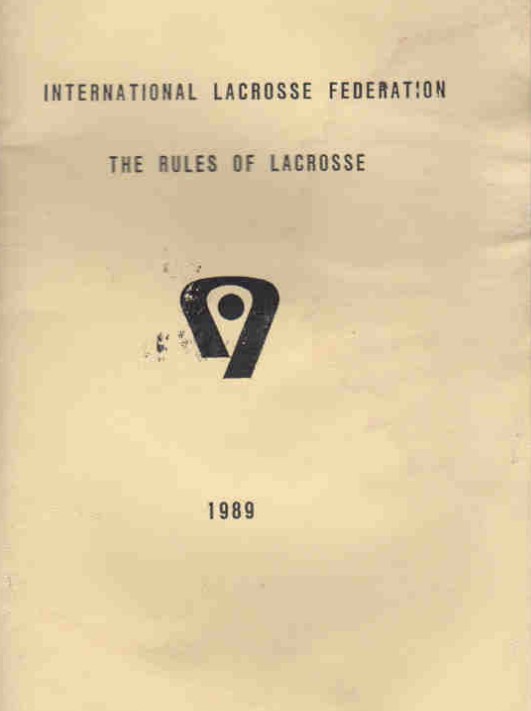 INTERNATIONAL LACROSSE FEDERATION
THE RULES OF LACROSSE
1989